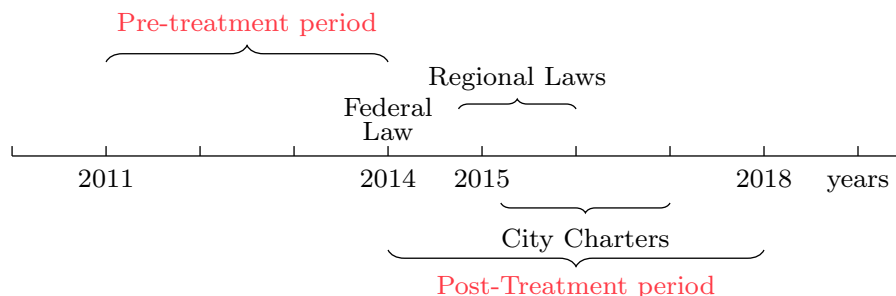 Pre-treatment period
Regional Laws
Federal
Law
2011
2014
2015
2018
years
City Charters
Post-Treatment period